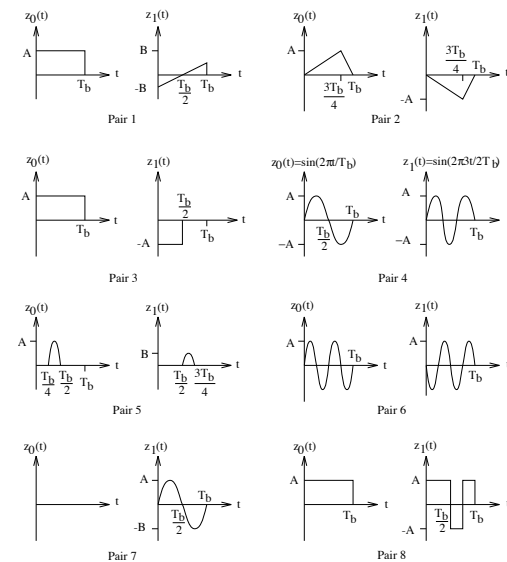 z0(t) z1(t) z0(t) z1(t)
A B A 3Tb/4 Tb
t t t t
Tb -B Tb/2 Tb 3Tb/4 Tb -A
Pair 1 Pair 2
z0(t) z1(t) z0(t)=sin(2πt/Tb) z1(t)=sin(2π3t/2Tb)
A Tb/2 A Tb A
t t t t
Tb -A Tb Tb/2 −A Tb −A
Pair 3 Pair 4
z0(t) z1(t) z0(t) z1(t)
A B A Tb A
t t t t
Tb/4 Tb/2 Tb Tb/2 3Tb/4 Tb
Pair 5 Pair 6
z0(t) z1(t) z0(t) z1(t)
A Tb A A
t t t t
-B Tb/2 Tb -A Tb/2 Tb
Pair 7 Pair 8